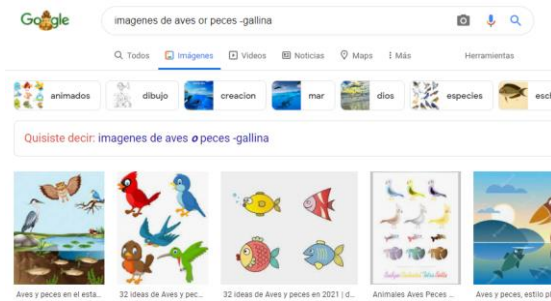 Google
imagenes de aves or peces -gallina
Todos Imágenes Videos Noticias Maps Más Herramientas
animados dibujo creacion mar dios especies
Quisiste decir: imagenes de aves o peces -gallina
Aves y peces en el esta... 32 ideas de Aves y pec... 32 ideas de Aves y peces en 2021 | d... Animales Aves Peces ... Aves y peces, estilo p